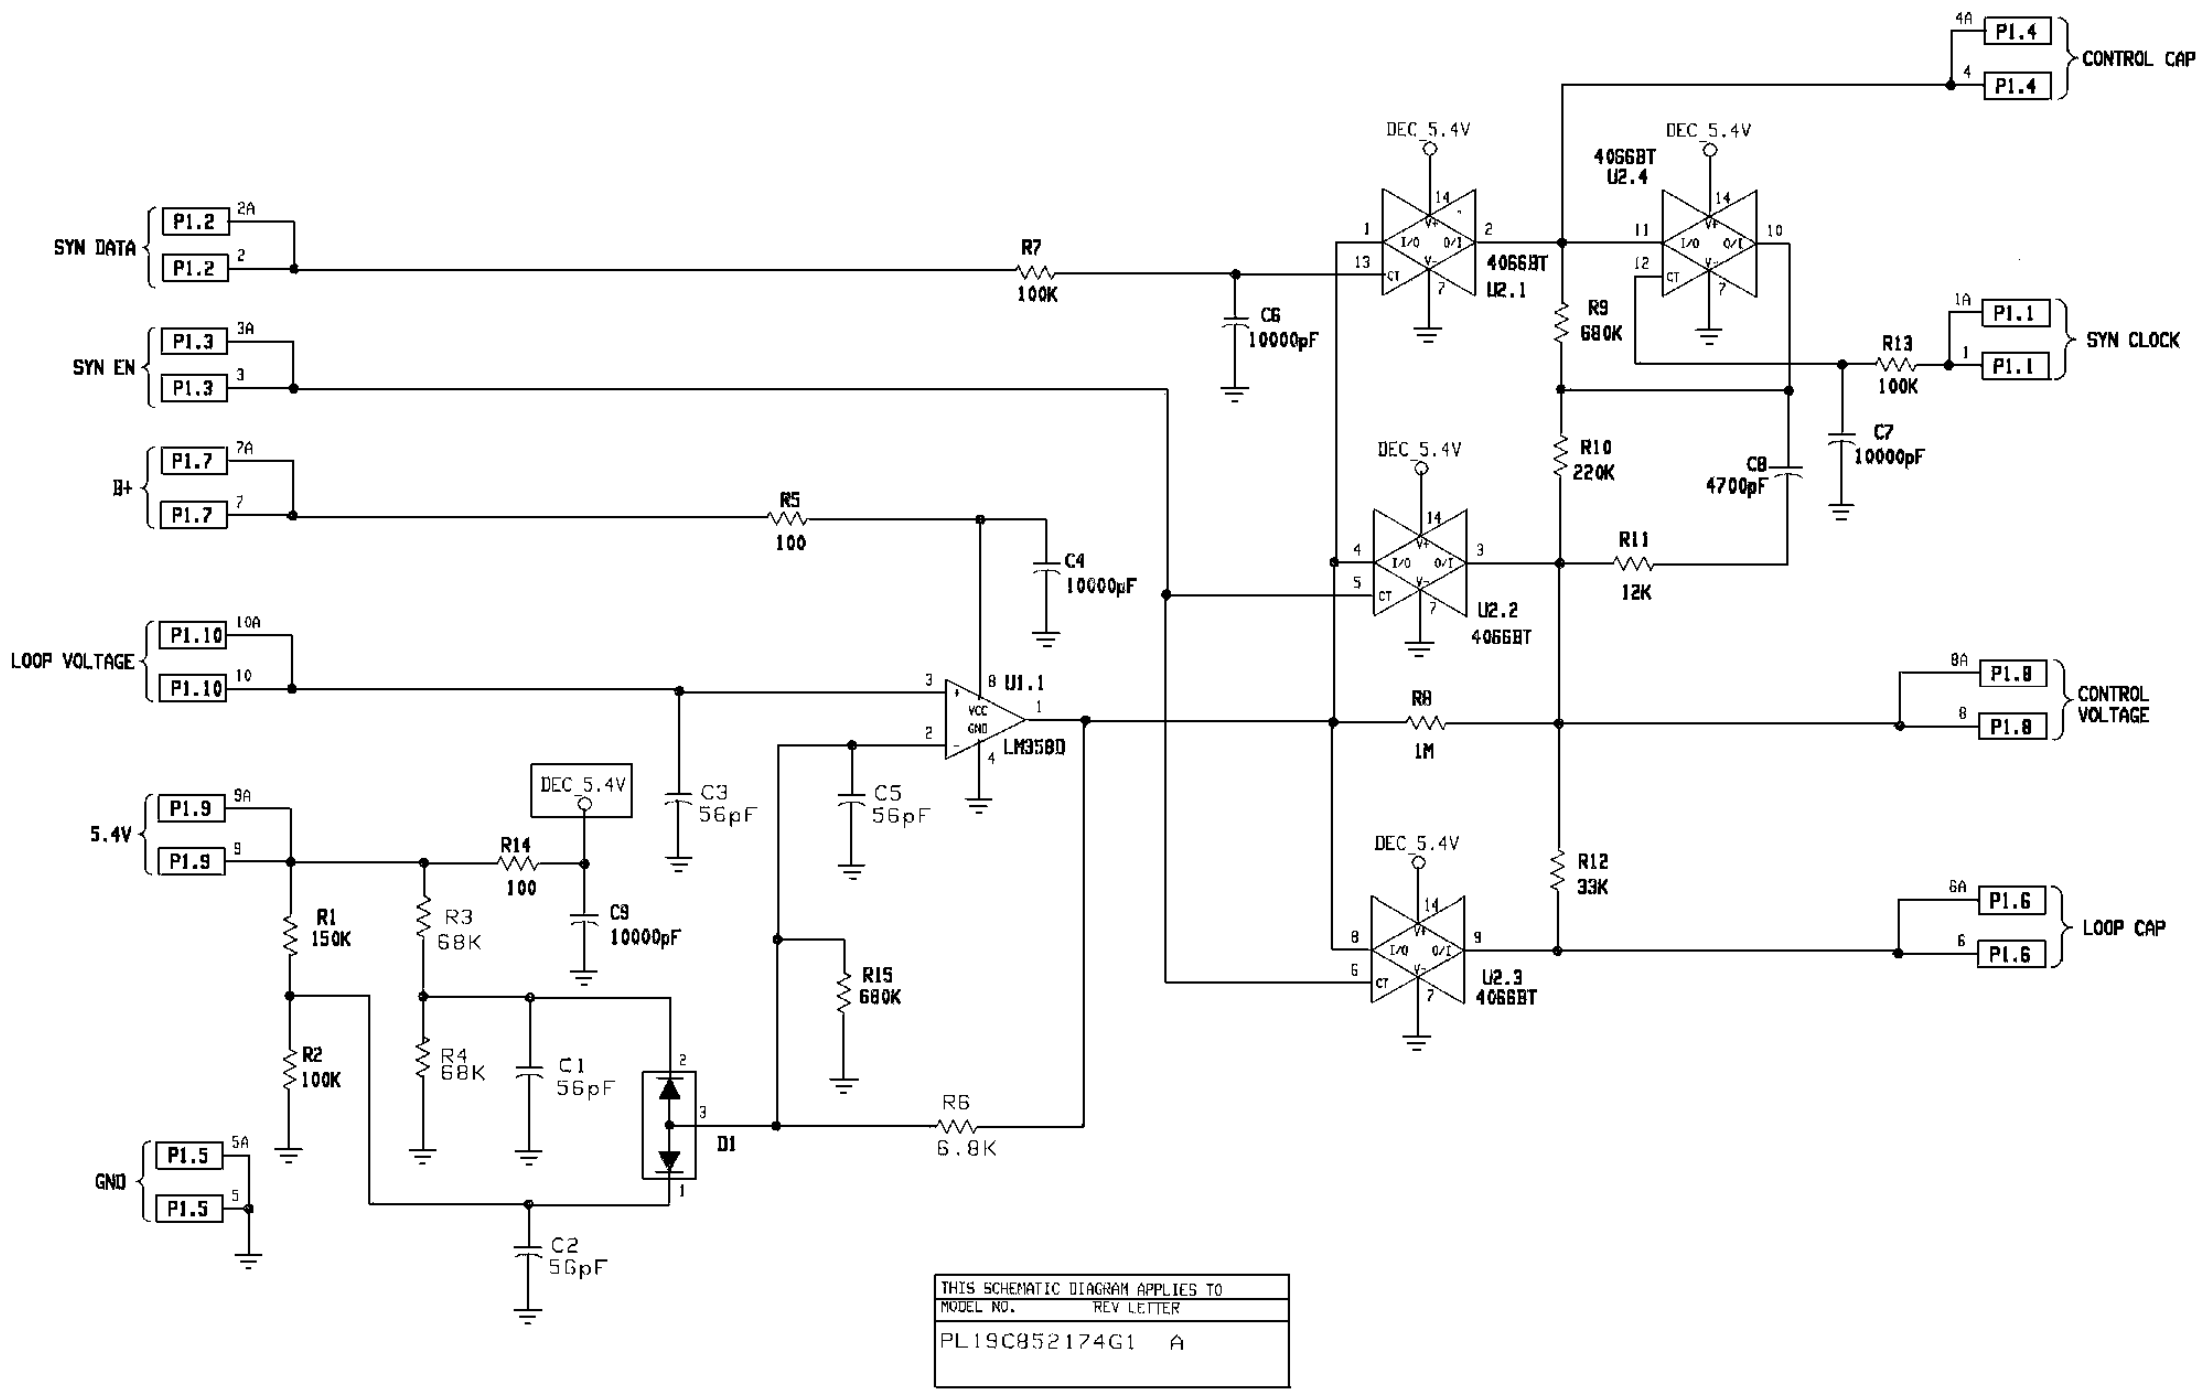 4A
P1.4
CONTROL CAP
4
P1.4
DEC_5.4V
DEC_5.4V
4066BT
U2.4
14
V+
1
I/O
O/I
2
13
CT
V-
7
4066BT
U2.1
14
V+
11
I/O
O/I
10
12
CT
V-
7
SYN DATA
P1.2
2A
P1.2
2
R7
100K
C6
10000pF
R9
680K
1A
P1.1
SYN CLOCK
1
P1.1
R13
100K
C7
10000pF
SYN EN
P1.3
3A
P1.3
3
R10
220K
C8
4700pF
B+
P1.7
7A
P1.7
7
R5
100
C4
10000pF
DEC_5.4V
14
V+
4
I/O
O/I
3
5
CT
V-
7
U2.2
4066BT
R11
12K
LOOP VOLTAGE
P1.10
10A
P1.10
10
3
+
8
U1.1
VCC
GND
1
2
-
4
LM358D
R8
1M
8A
P1.8
CONTROL
VOLTAGE
8
P1.8
5.4V
P1.9
9A
P1.9
9
DEC_5.4V
R14
100
C3
56pF
C5
56pF
C9
10000pF
R1
150K
R3
68K
DEC_5.4V
14
V+
8
I/O
O/I
9
6
CT
V-
7
U2.3
4066BT
R12
33K
6A
P1.6
LOOP CAP
6
P1.6
R15
680K
R2
100K
R4
68K
C1
56pF
2
3
D1
1
R6
6.8K
GND
P1.5
5A
P1.5
5
C2
56pF
THIS SCHEMATIC DIAGRAM APPLIES TO
MODEL NO. REV LETTER
PL19C852174G1 A